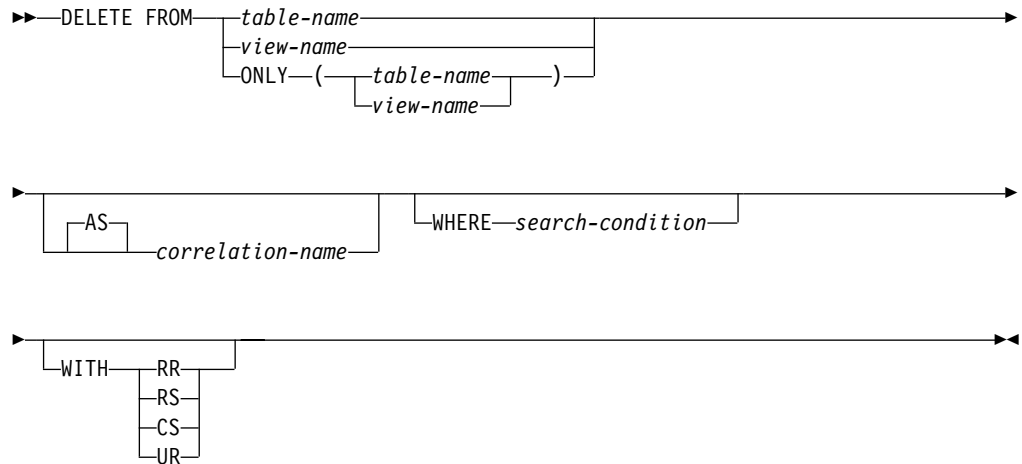 DELETE FROM table-name
view-name
ONLY ( table-name )
view-name
AS
correlation-name
WHERE search-condition
WITH RR
RS
CS
UR